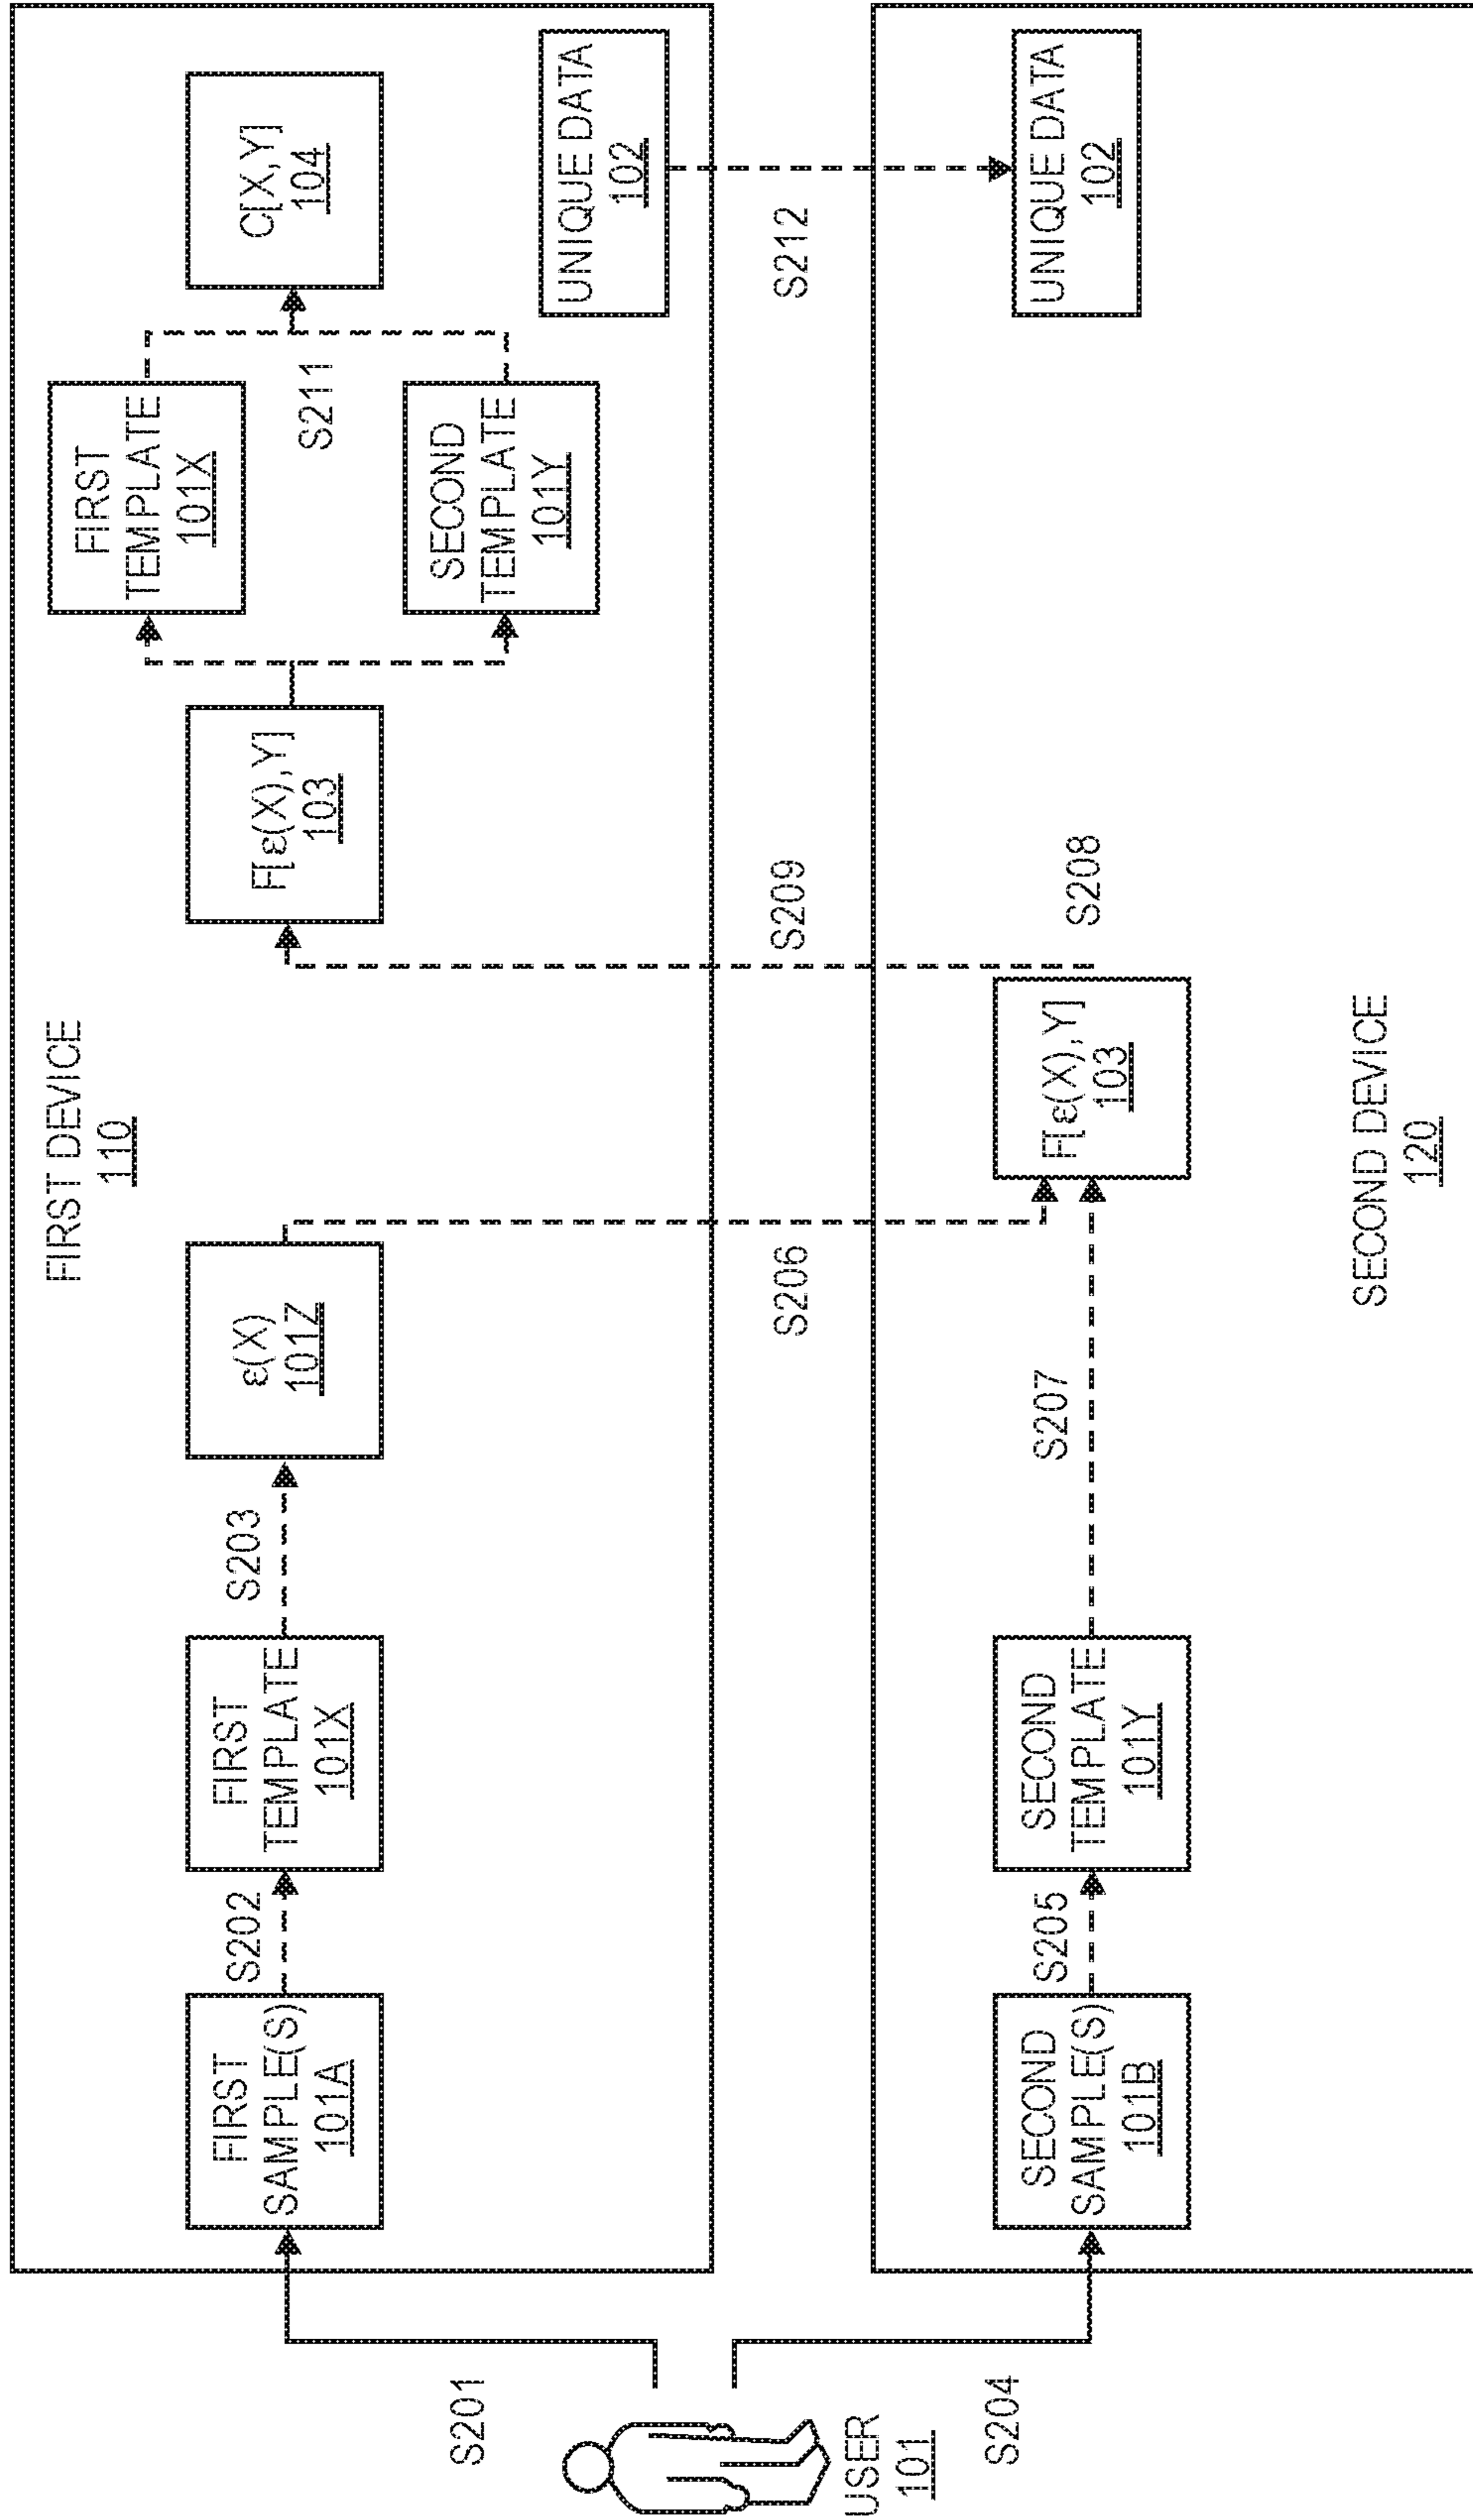 FIRST DEVICE
110
S201
FIRST
SAMPLE(S)
101A
S202
FIRST
TEMPLATE
101X
S203
ε(X)
101Z
F[ε(X),Y]
103
FIRST
TEMPLATE
101X
SECOND
TEMPLATE
101Y
S211
C[X,Y]
104
UNIQUE DATA
102
S206
S209
S212
USER
101
S204
SECOND
SAMPLE(S)
101B
S205
SECOND
TEMPLATE
101Y
S207
F[ε(X),Y]
103
S208
UNIQUE DATA
102
SECOND DEVICE
120